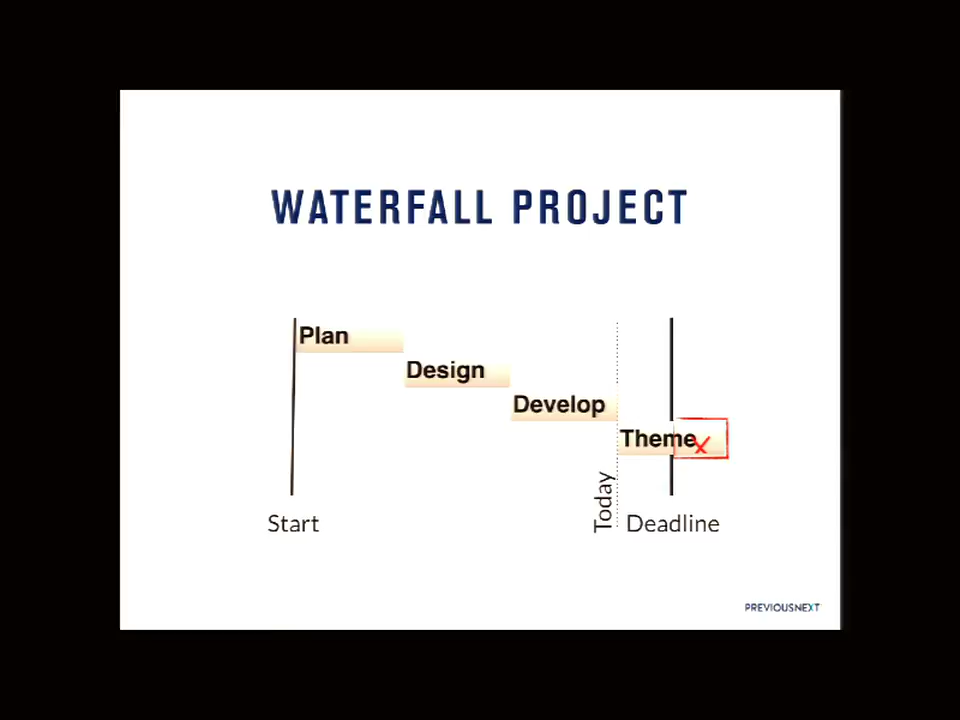 WATERFALL PROJECT
Plan
Design
Develop
Theme
Today
Start
Deadline
PREVIOUSNEXT